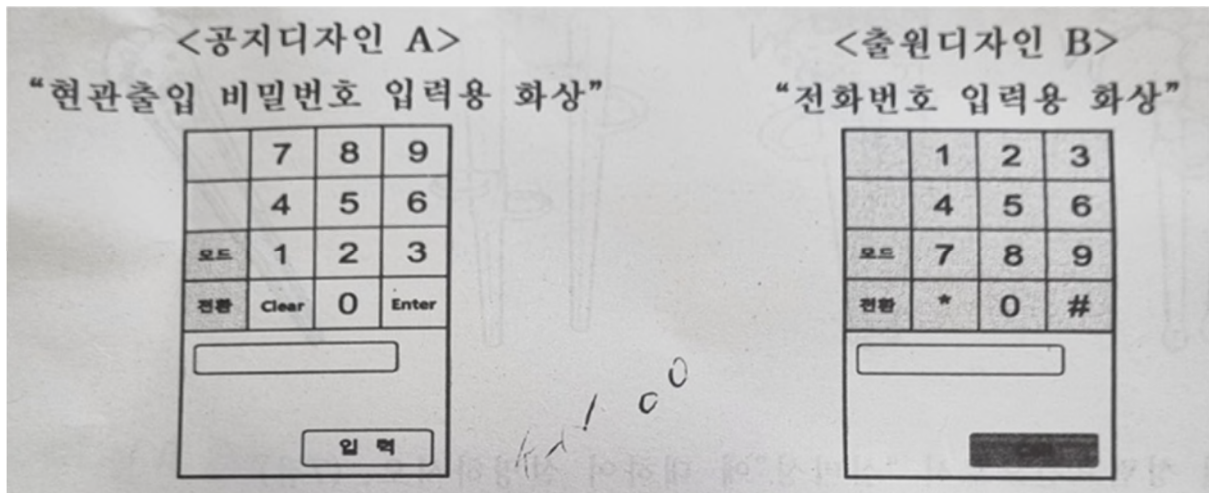 <공지디자인 A>
“현관출입 비밀번호 입력용 화상”
7 8 9
4 5 6
모드 1 2 3
전환 Clear 0 Enter
입 력
<출원디자인 B>
“전화번호 입력용 화상”
1 2 3
4 5 6
모드 7 8 9
전환 * 0 #